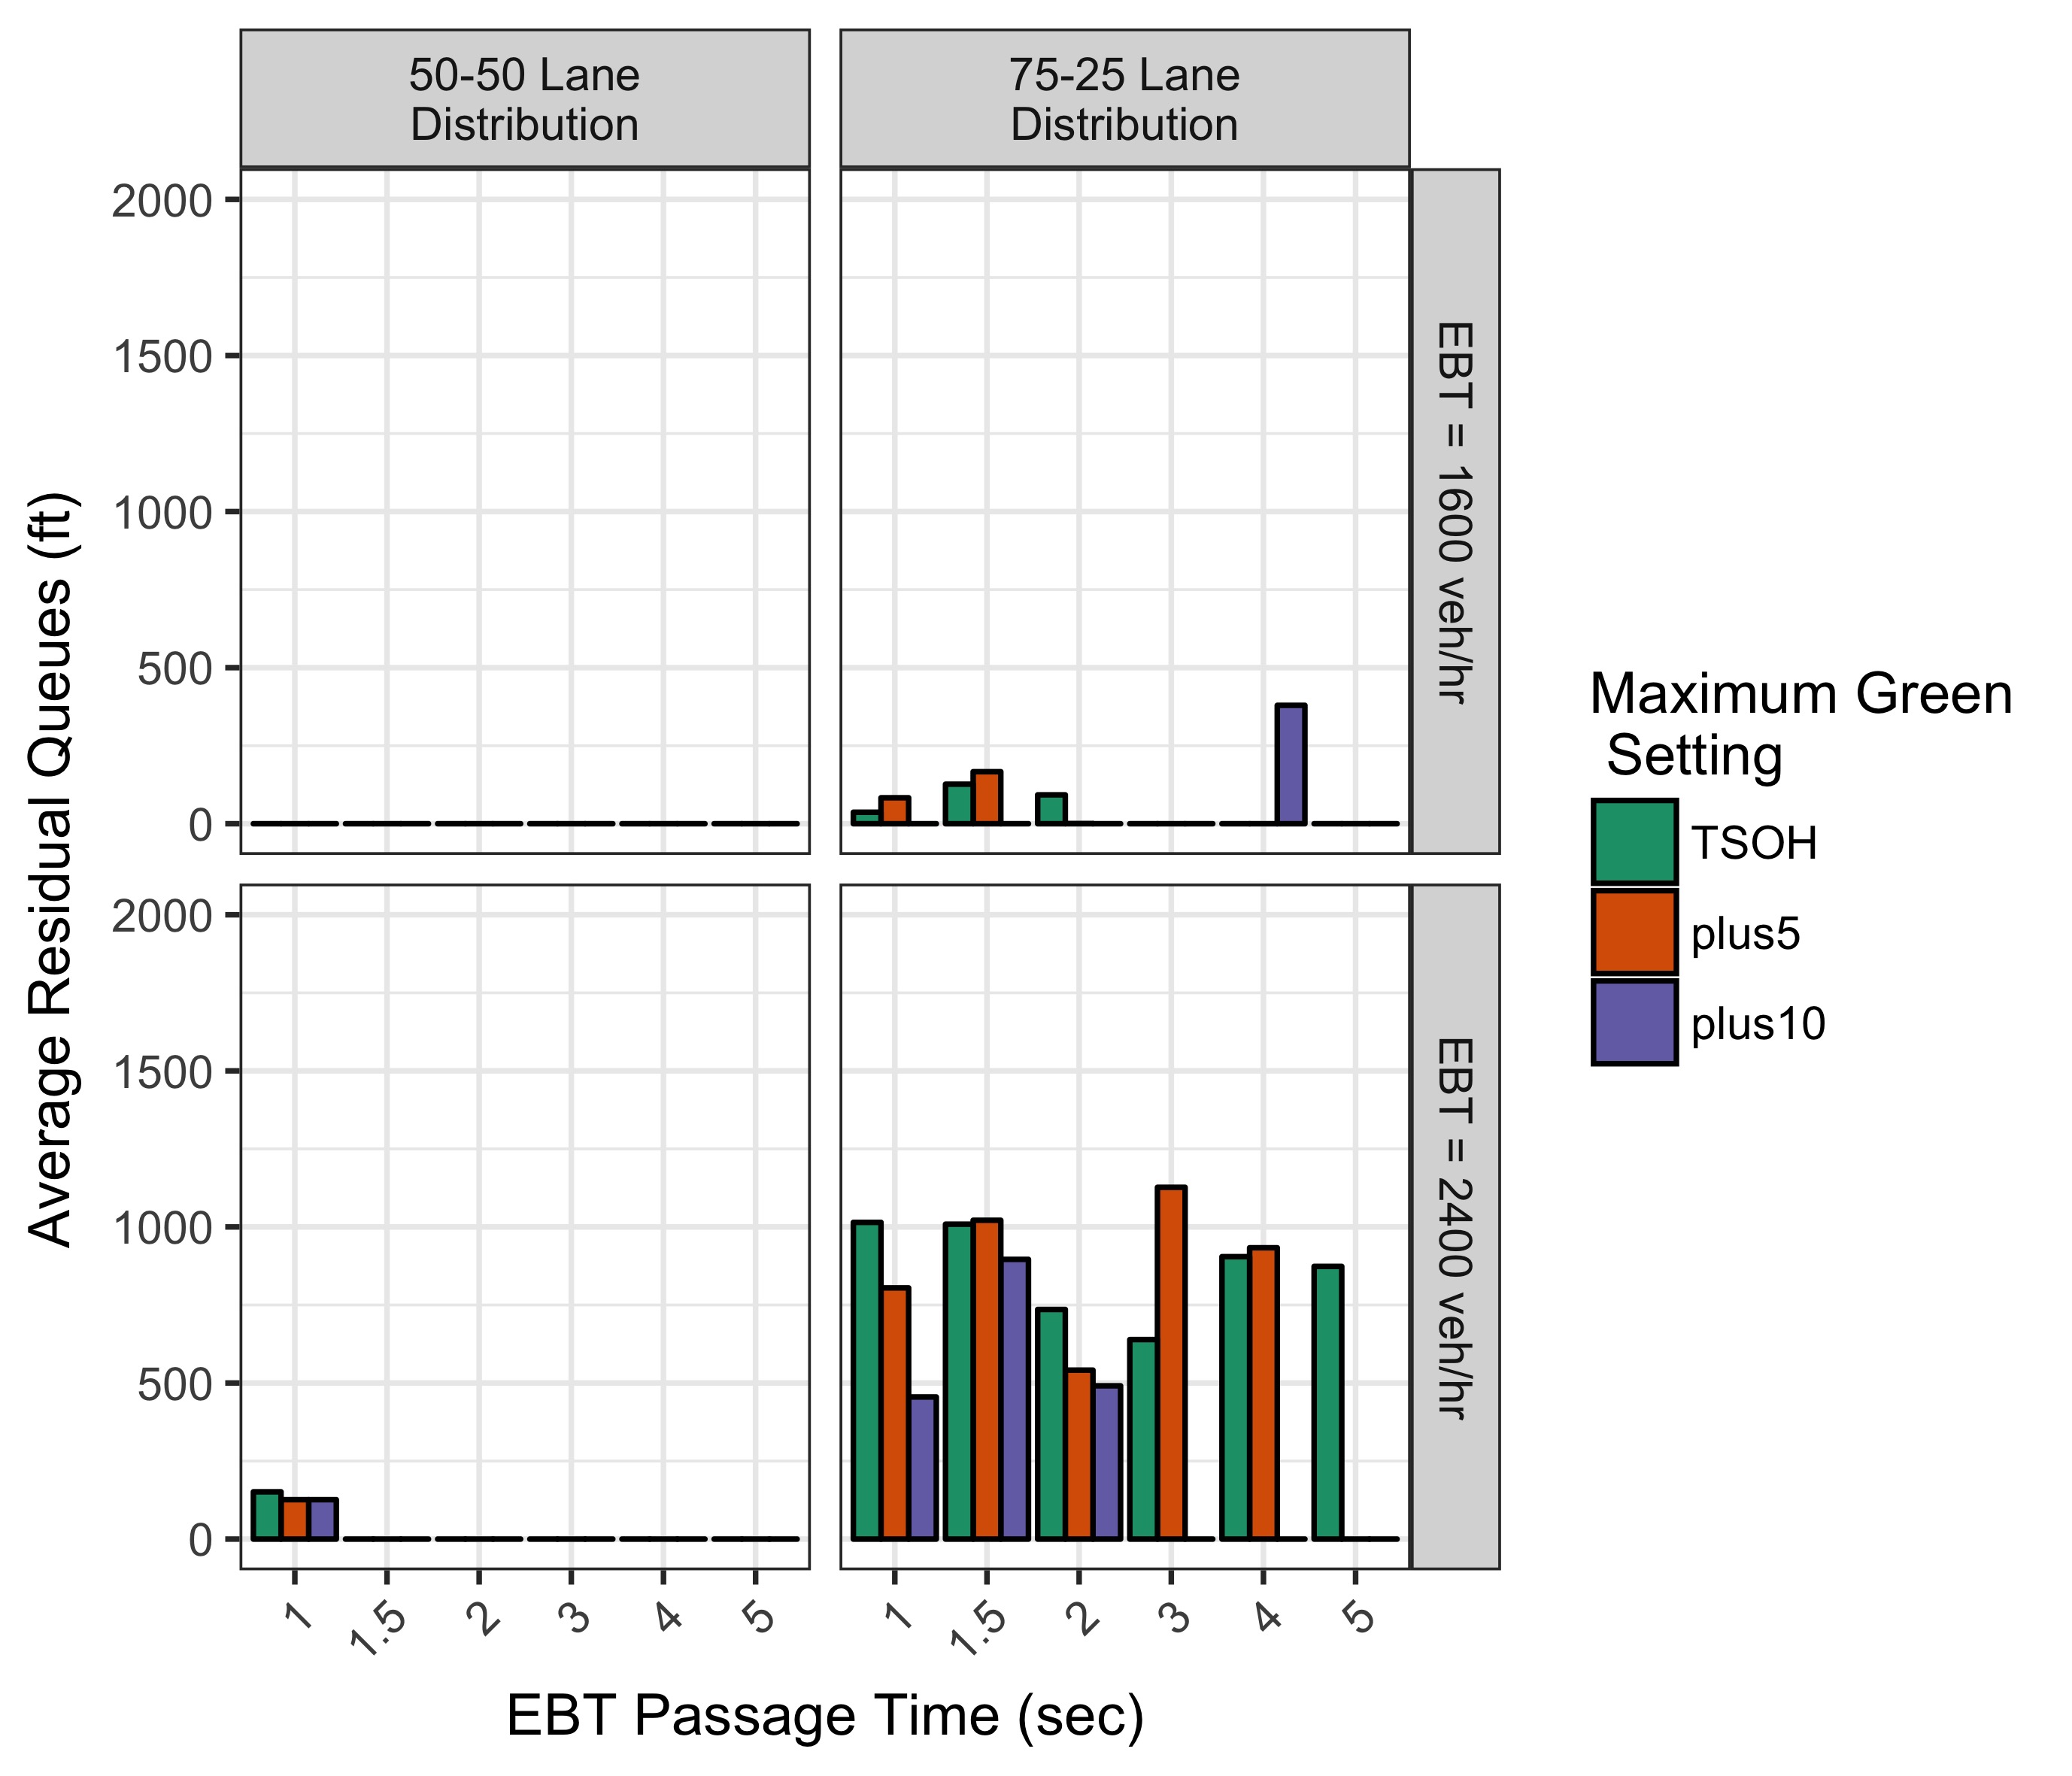 50-50 Lane
Distribution
75-25 Lane
Distribution
Average Residual Queues (ft)
2000
1500
1000
500
0
EBT = 1600 veh/hr
2000
1500
1000
500
0
EBT = 2400 veh/hr
1
1.5
2
3
4
5
1
1.5
2
3
4
5
EBT Passage Time (sec)
Maximum Green
Setting
TSOH
plus5
plus10